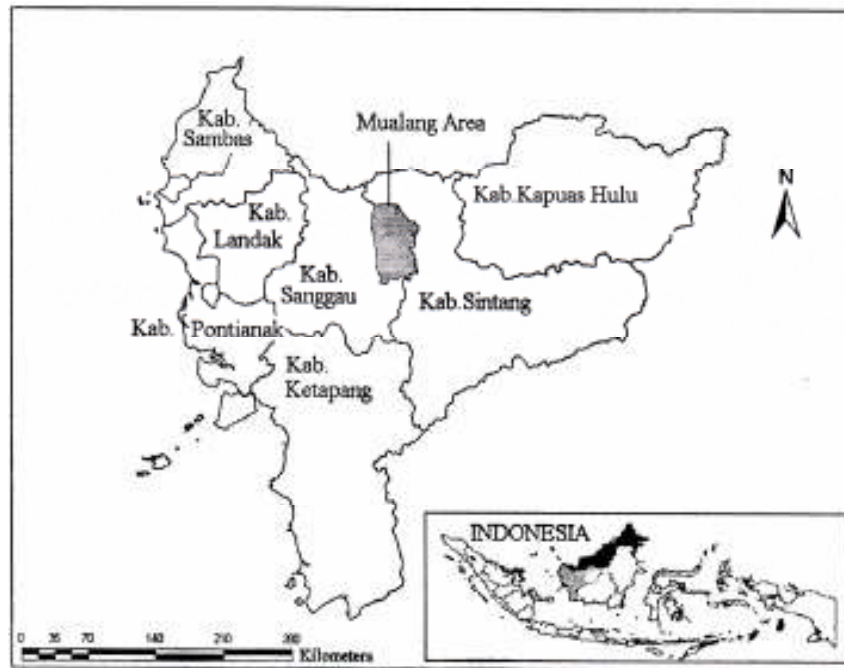 Kab.
Sambas
Mualang Area
N
Kab.Kapuas Hulu
Kab.
Landak
Kab.
Sanggau
Kab.Sintang
Kab. Pontianak
Kab.
Ketapang
INDONESIA
0 35 70 140 210 280
Kilometers